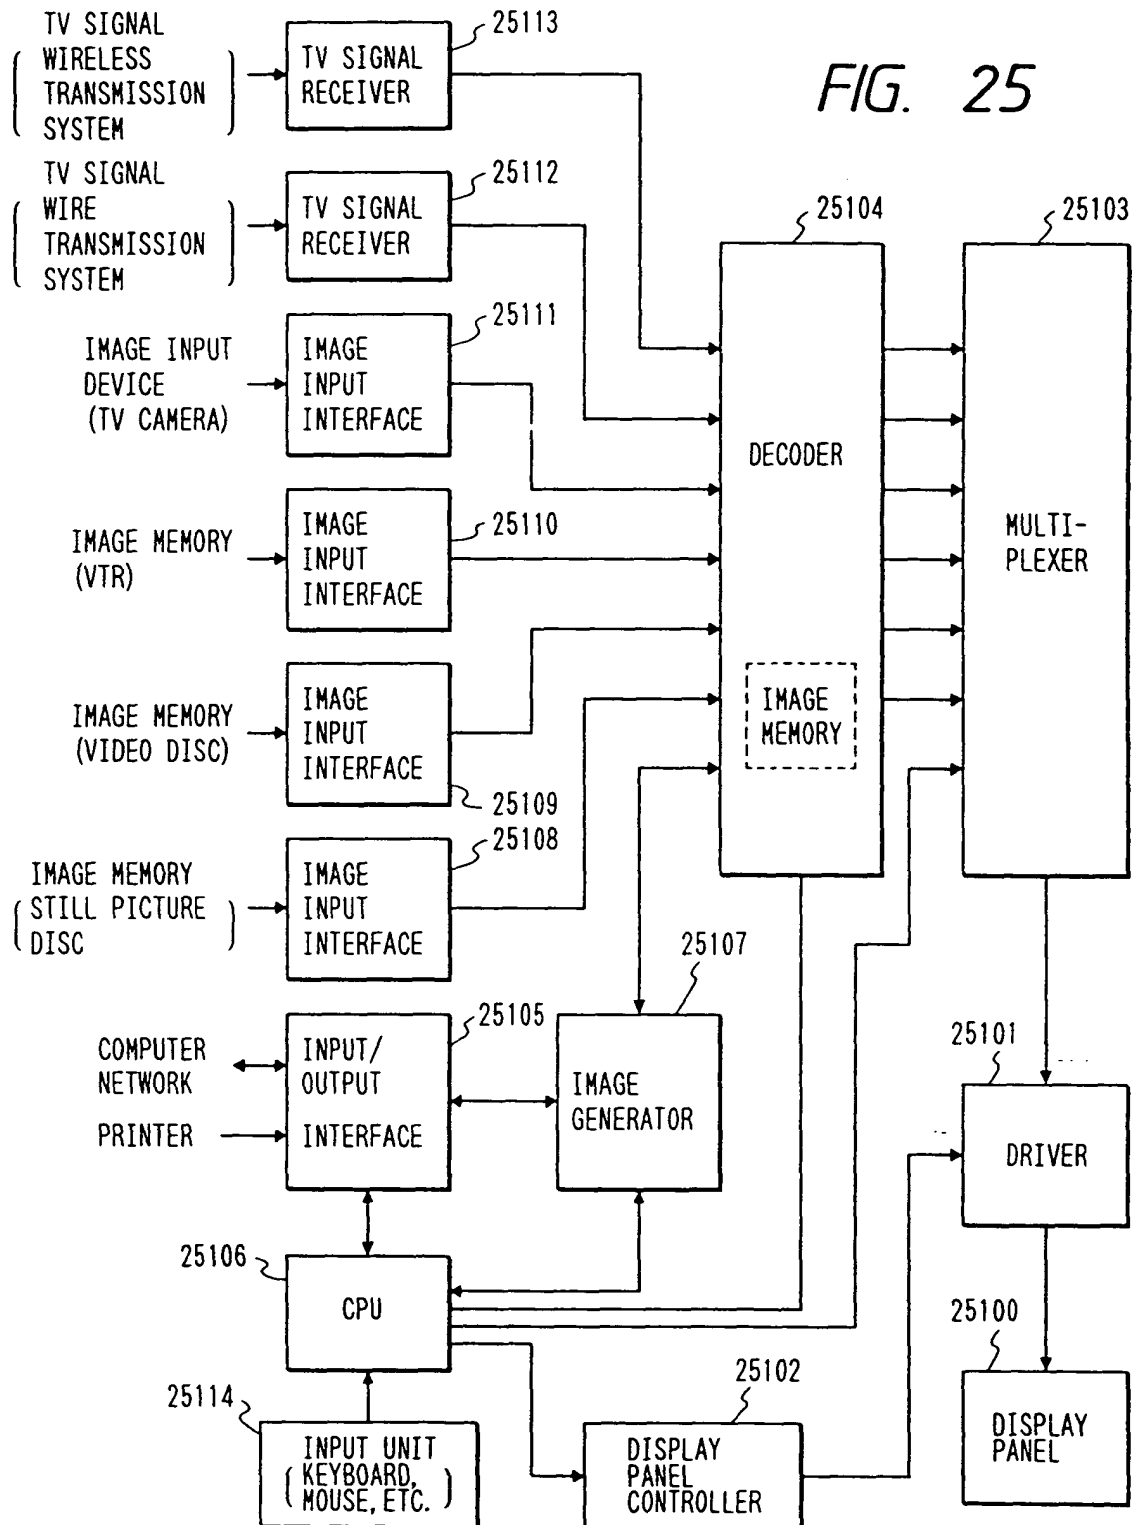 FIG. 25
TV SIGNAL
WIRELESS
TRANSMISSION
SYSTEM
TV SIGNAL
RECEIVER
25113
TV SIGNAL
WIRE
TRANSMISSION
SYSTEM
TV SIGNAL
RECEIVER
25112
IMAGE INPUT
DEVICE
(TV CAMERA)
IMAGE
INPUT
INTERFACE
25111
IMAGE MEMORY
(VTR)
IMAGE
INPUT
INTERFACE
25110
IMAGE MEMORY
(VIDEO DISC)
IMAGE
INPUT
INTERFACE
25109
IMAGE MEMORY
(STILL PICTURE
DISC)
IMAGE
INPUT
INTERFACE
25108
25104
DECODER
IMAGE
MEMORY
25103
MULTI-
PLEXER
COMPUTER
NETWORK
PRINTER
INPUT/
OUTPUT
INTERFACE
25105
25107
IMAGE
GENERATOR
25101
DRIVER
25106
CPU
25100
DISPLAY
PANEL
25114
INPUT UNIT
(KEYBOARD,
MOUSE, ETC.)
25102
DISPLAY
PANEL
CONTROLLER